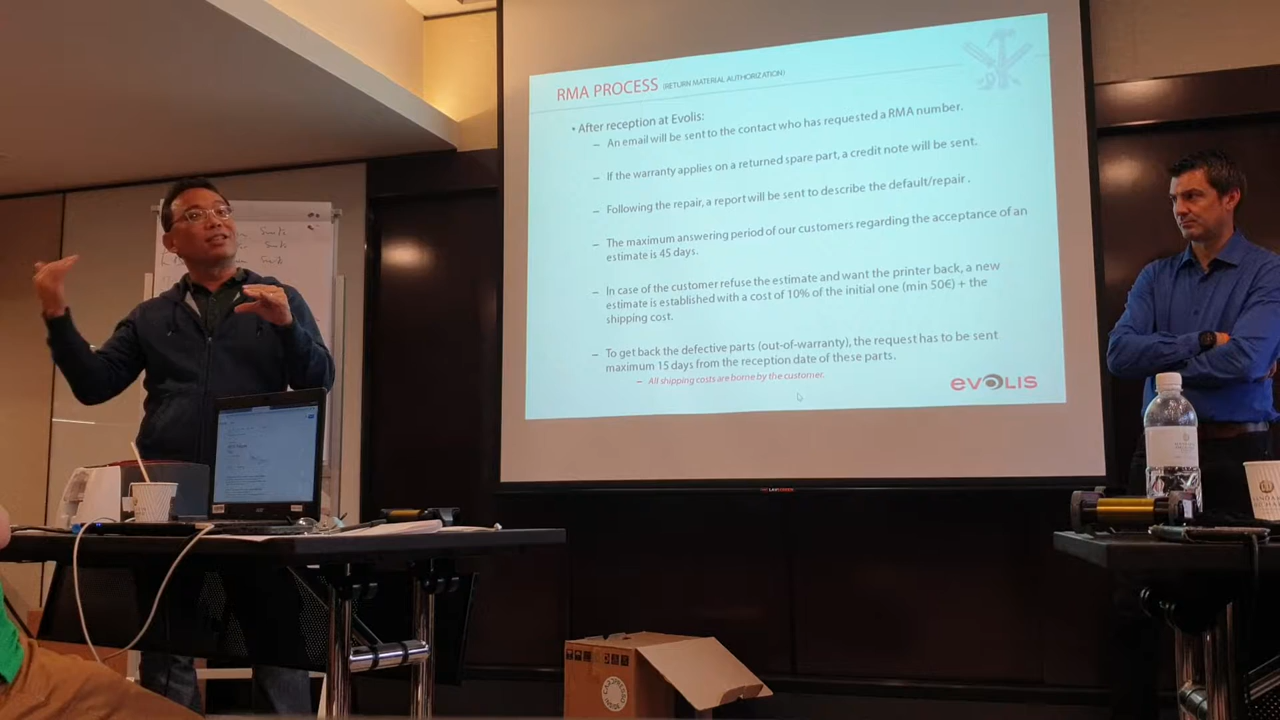 RMA PROCESS (RETURN MATERIAL AUTHORIZATION)
• After reception at Evolis:
– An email will be sent to the contact who has requested a RMA number.
– If the warranty applies on a returned spare part, a credit note will be sent.
– Following the repair, a report will be sent to describe the default/repair .
– The maximum answering period of our customers regarding the acceptance of an
estimate is 45 days.
– In case of the customer refuse the estimate and want the printer back, a new
estimate is established with a cost of 10% of the initial one (min 50€) + the
shipping cost.
– To get back the defective parts (out-of-warranty), the request has to be sent
maximum 15 days from the reception date of these parts.
– All shipping costs are borne by the customer.
evolis